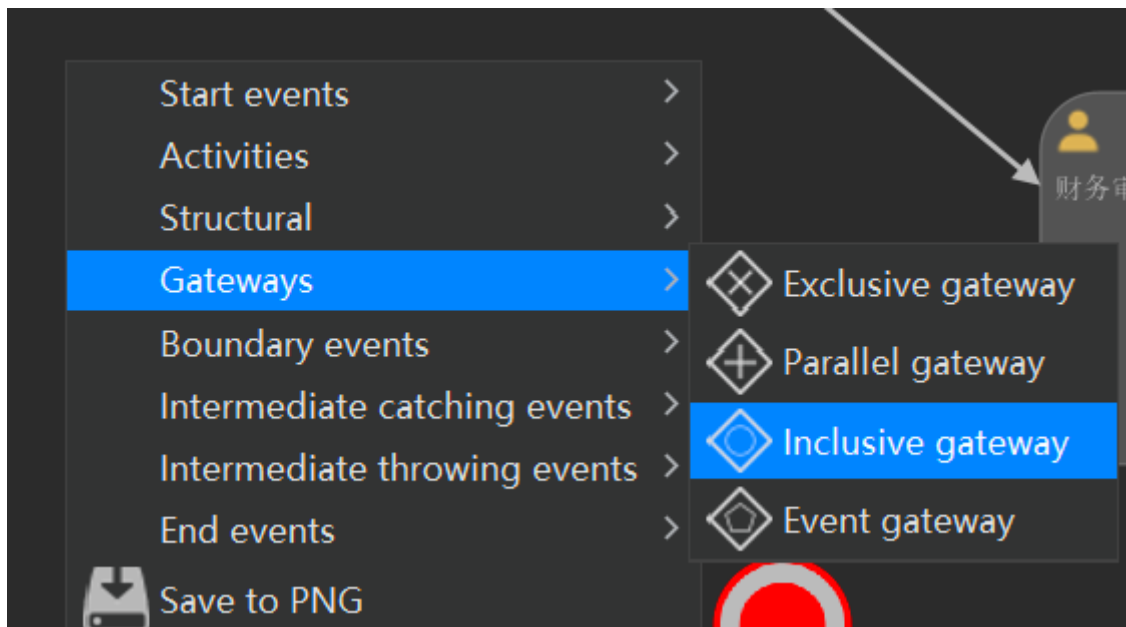 Start events
Activities
Structural
Gateways
Boundary events
Intermediate catching events
Intermediate throwing events
End events
Save to PNG
Exclusive gateway
Parallel gateway
Inclusive gateway
Event gateway
财务审